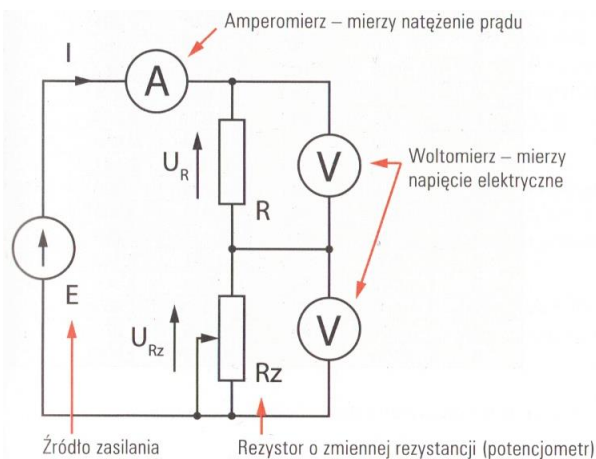 Amperomierz – mierzy natężenie prądu
I
A
U_R
R
V
Woltomierz – mierzy
napięcie elektryczne
E
U_Rz
Rz
V
Źródło zasilania
Rezystor o zmiennej rezystancji (potencjometr)